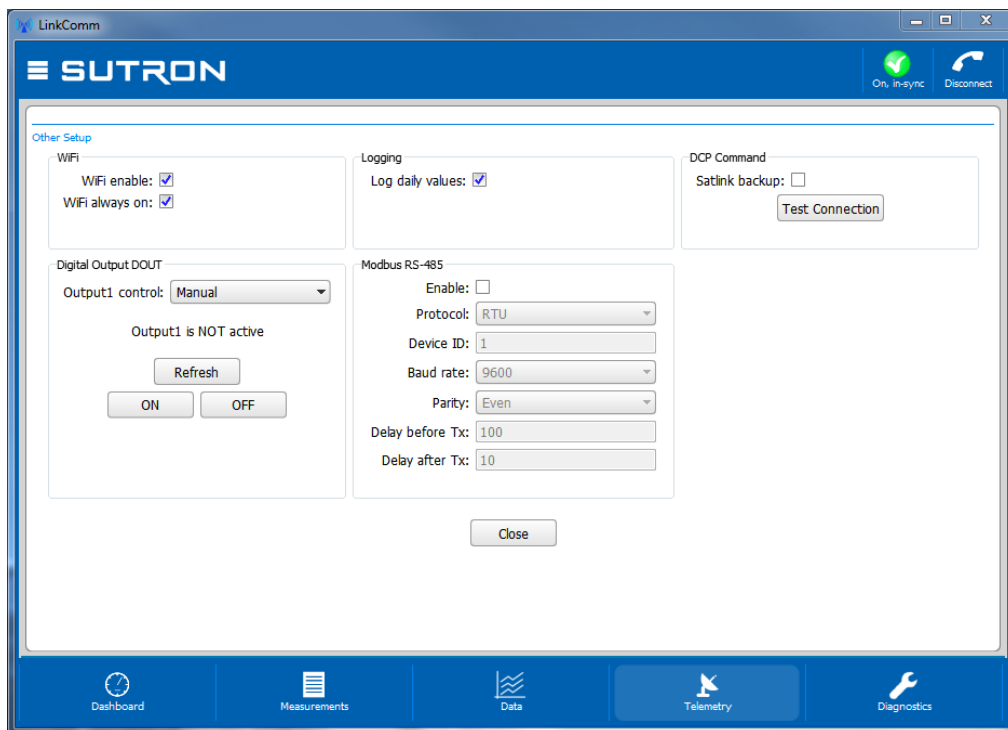 LinkComm
SUTRON
On, in-sync
Disconnect
Other Setup
WiFi
WiFi enable:
WiFi always on:
Logging
Log daily values:
DCP Command
Satlink backup:
Test Connection
Digital Output DOUT
Output1 control: Manual
Output1 is NOT active
Refresh
ON OFF
Modbus RS-485
Enable:
Protocol: RTU
Device ID: 1
Baud rate: 9600
Parity: Even
Delay before Tx: 100
Delay after Tx: 10
Close
Dashboard
Measurements
Data
Telemetry
Diagnostics